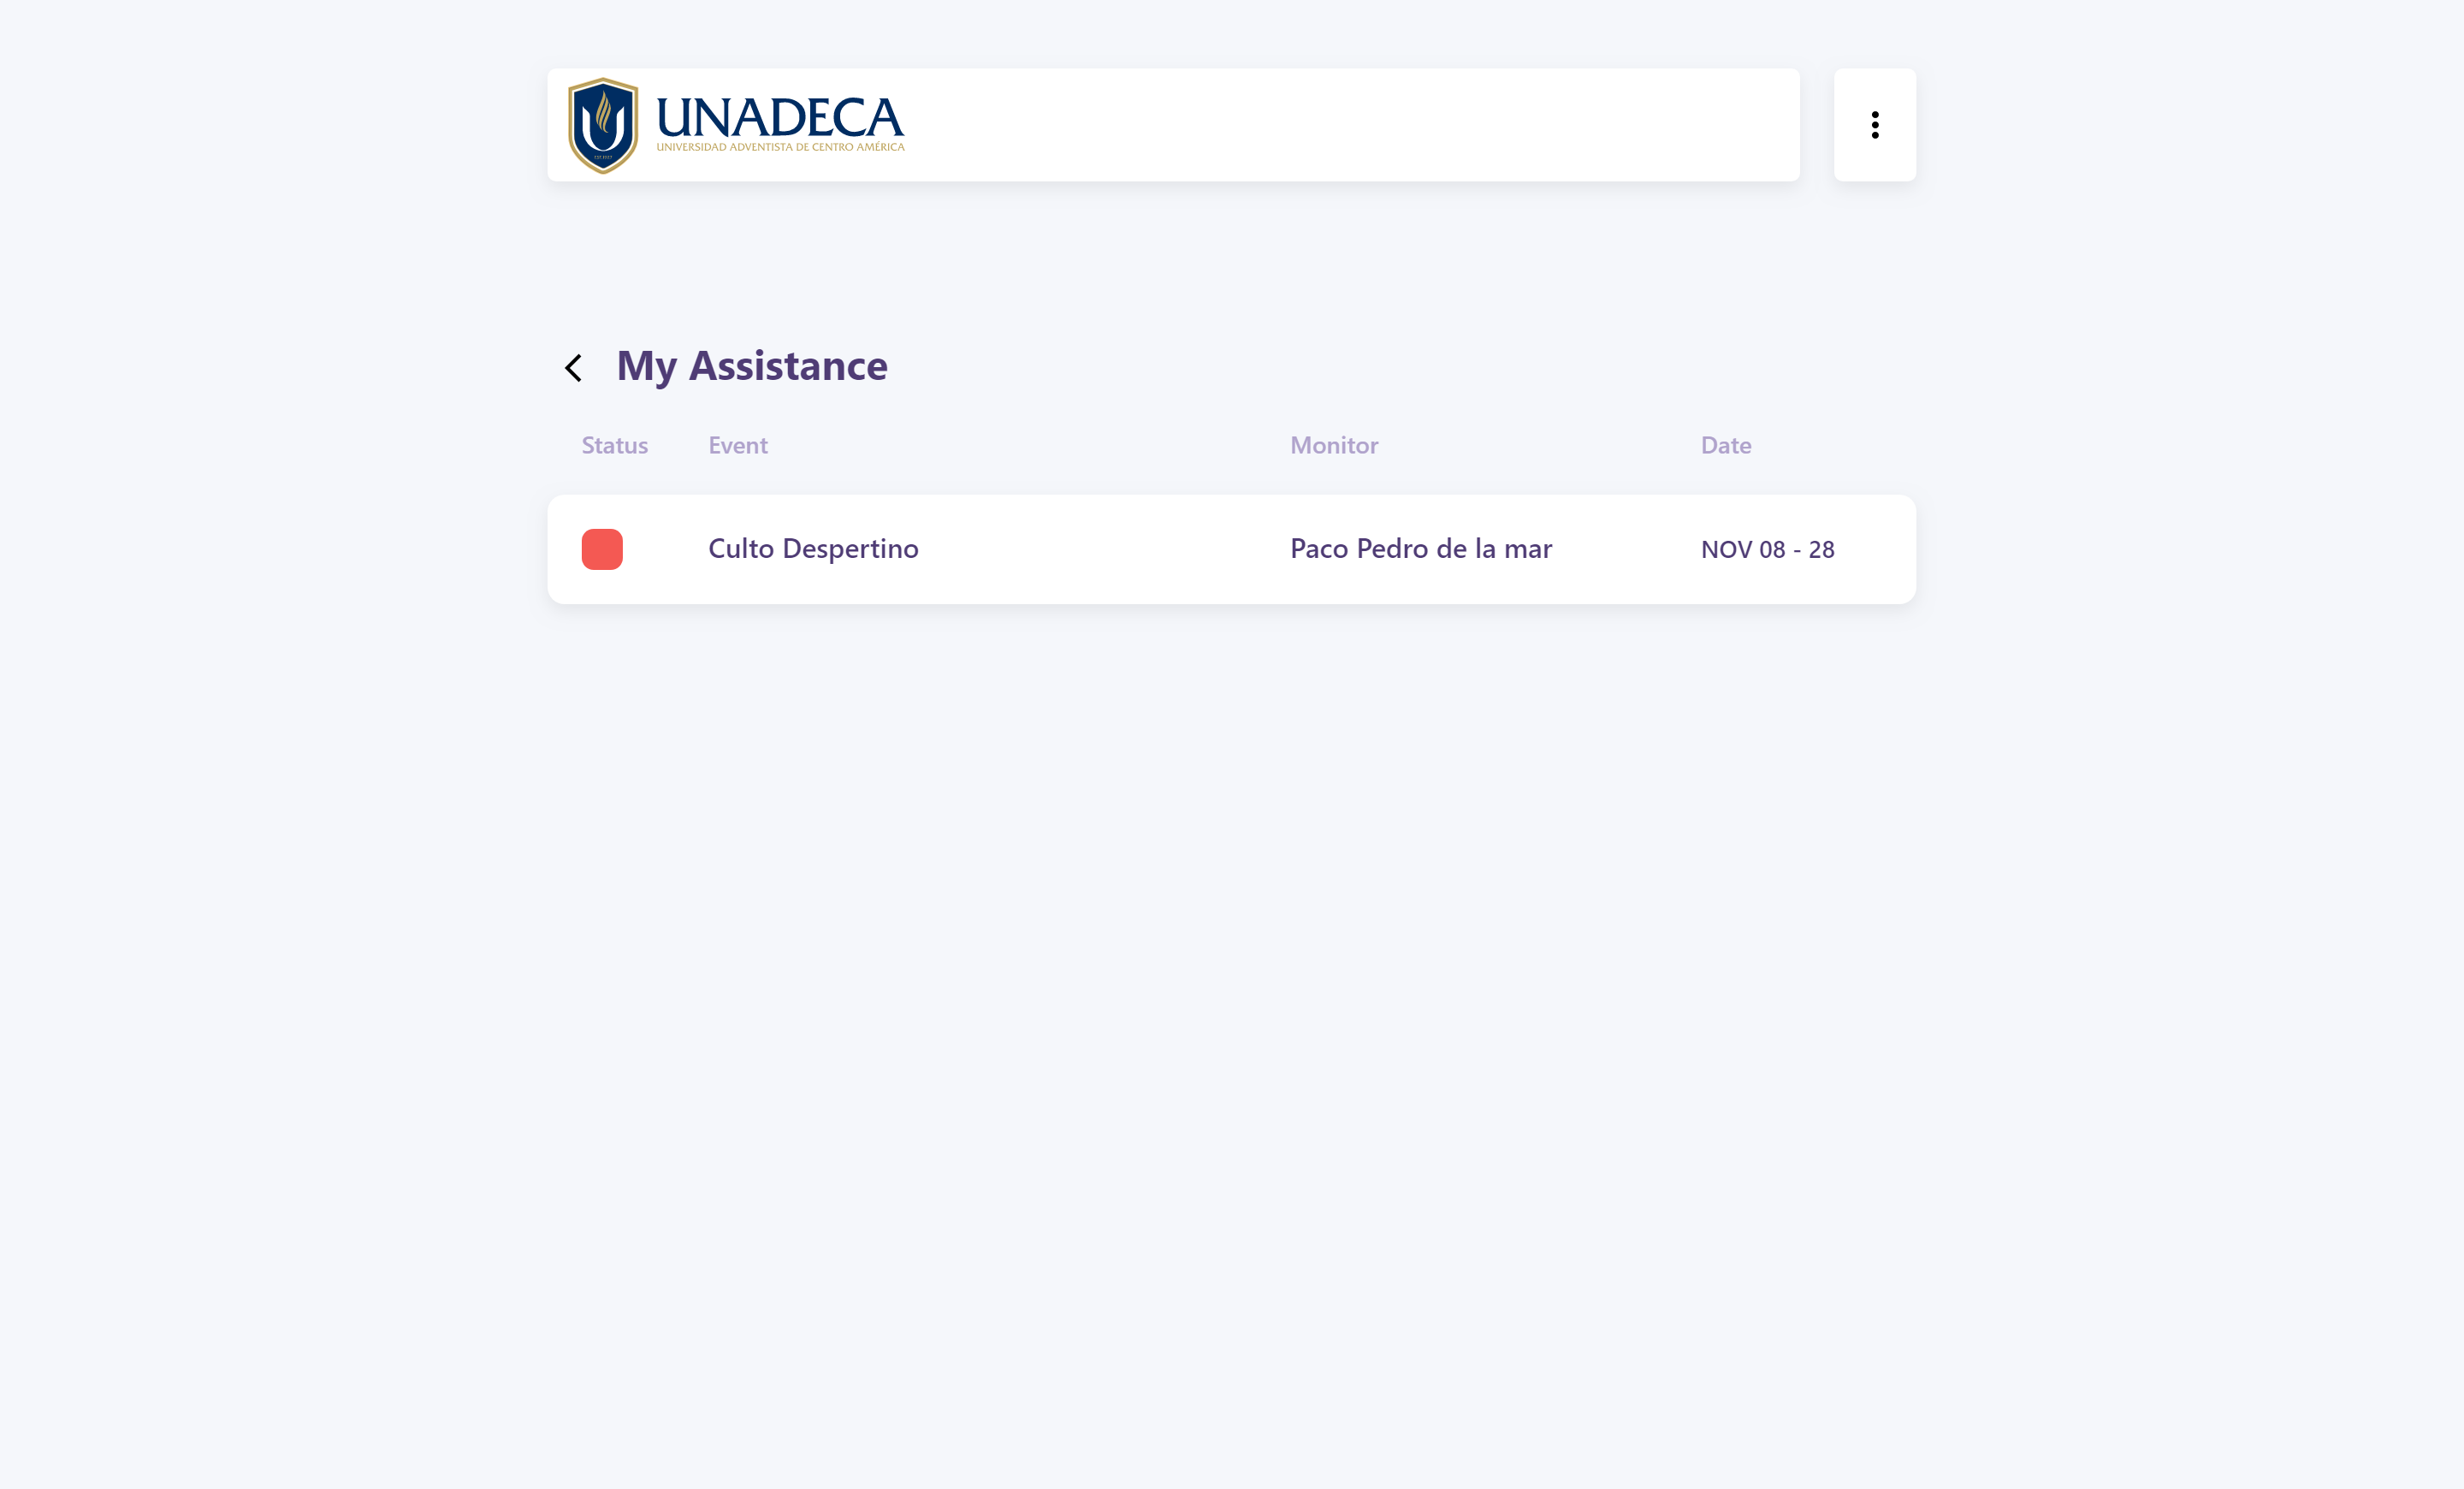 UNADECA
UNIVERSIDAD ADVENTISTA DE CENTRO AMÉRICA
My Assistance
Status Event Monitor Date
Culto Despertino Paco Pedro de la mar NOV 08 - 28